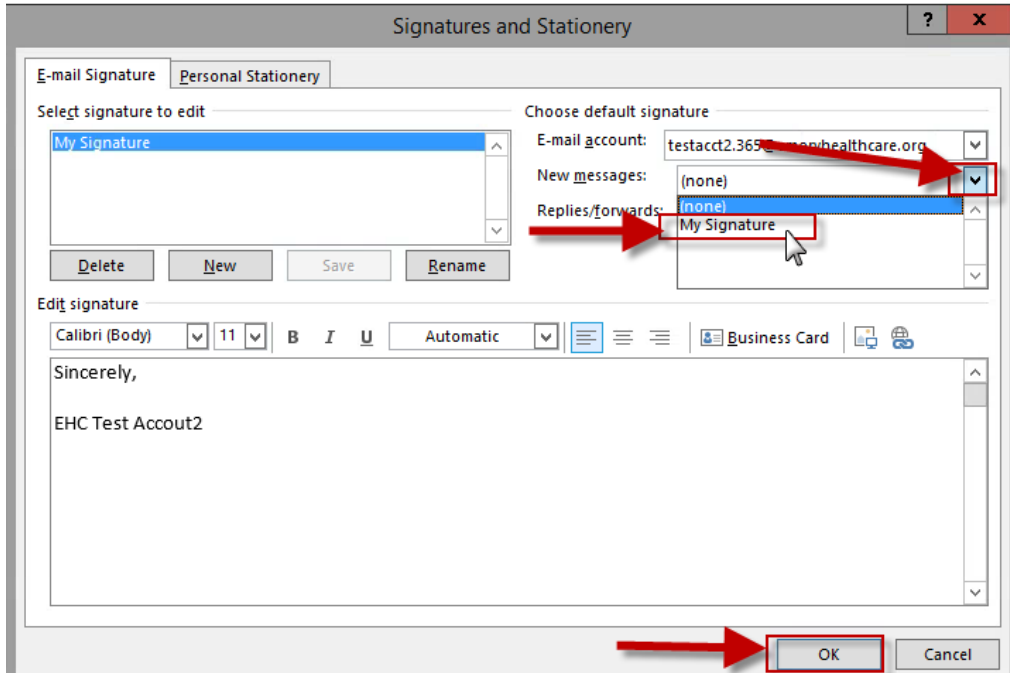 Signatures and Stationery
? X
E-mail Signature Personal Stationery
Select signature to edit
My Signature
Delete New Save Rename
Choose default signature
E-mail account: testacct2.365@emoryhealthcare.org
New messages: (none)
Replies/forwards: (none)
My Signature
Edit signature
Calibri (Body) 11 B I U Automatic Business Card
Sincerely,
EHC Test Accout2
OK Cancel